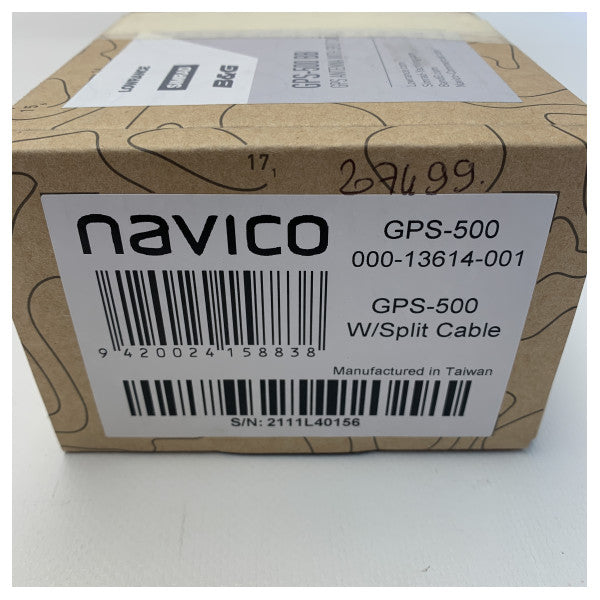 LOWRANCE
SIMRAD
B&G
GPS-500
17,
15,
27499.
navico
GPS-500
000-13614-001
GPS-500
W/Split Cable
9 420024 158838
Manufactured in Taiwan
S/N: 2111L40156